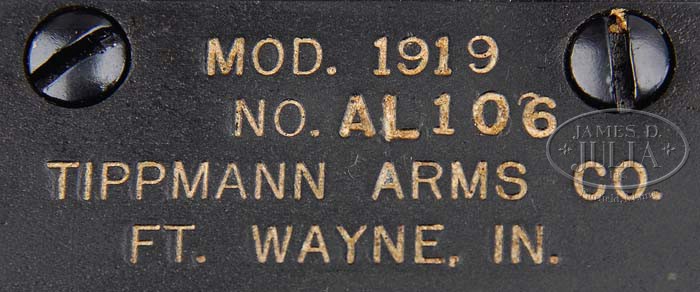 MOD. 1919
NO. AL106
TIPPMANN ARMS CO.
FT. WAYNE, IN.
JAMES D.
JULIA